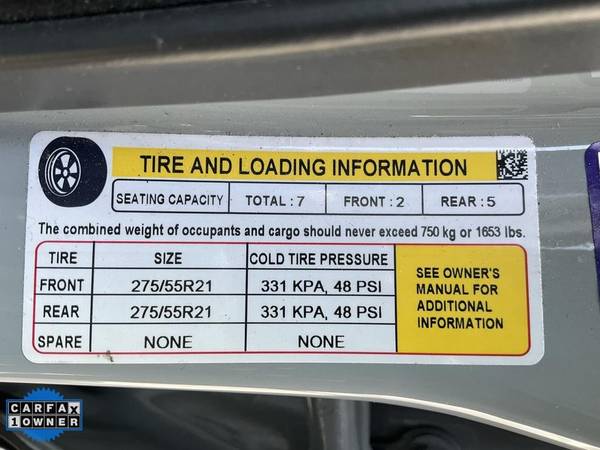 TIRE AND LOADING INFORMATION
SEATING CAPACITY TOTAL : 7 FRONT : 2 REAR : 5
The combined weight of occupants and cargo should never exceed 750 kg or 1653 lbs.
TIRE SIZE COLD TIRE PRESSURE
FRONT 275/55R21 331 KPA, 48 PSI
REAR 275/55R21 331 KPA, 48 PSI
SPARE NONE NONE
SEE OWNER'S
MANUAL FOR
ADDITIONAL
INFORMATION
CARFAX
1 OWNER